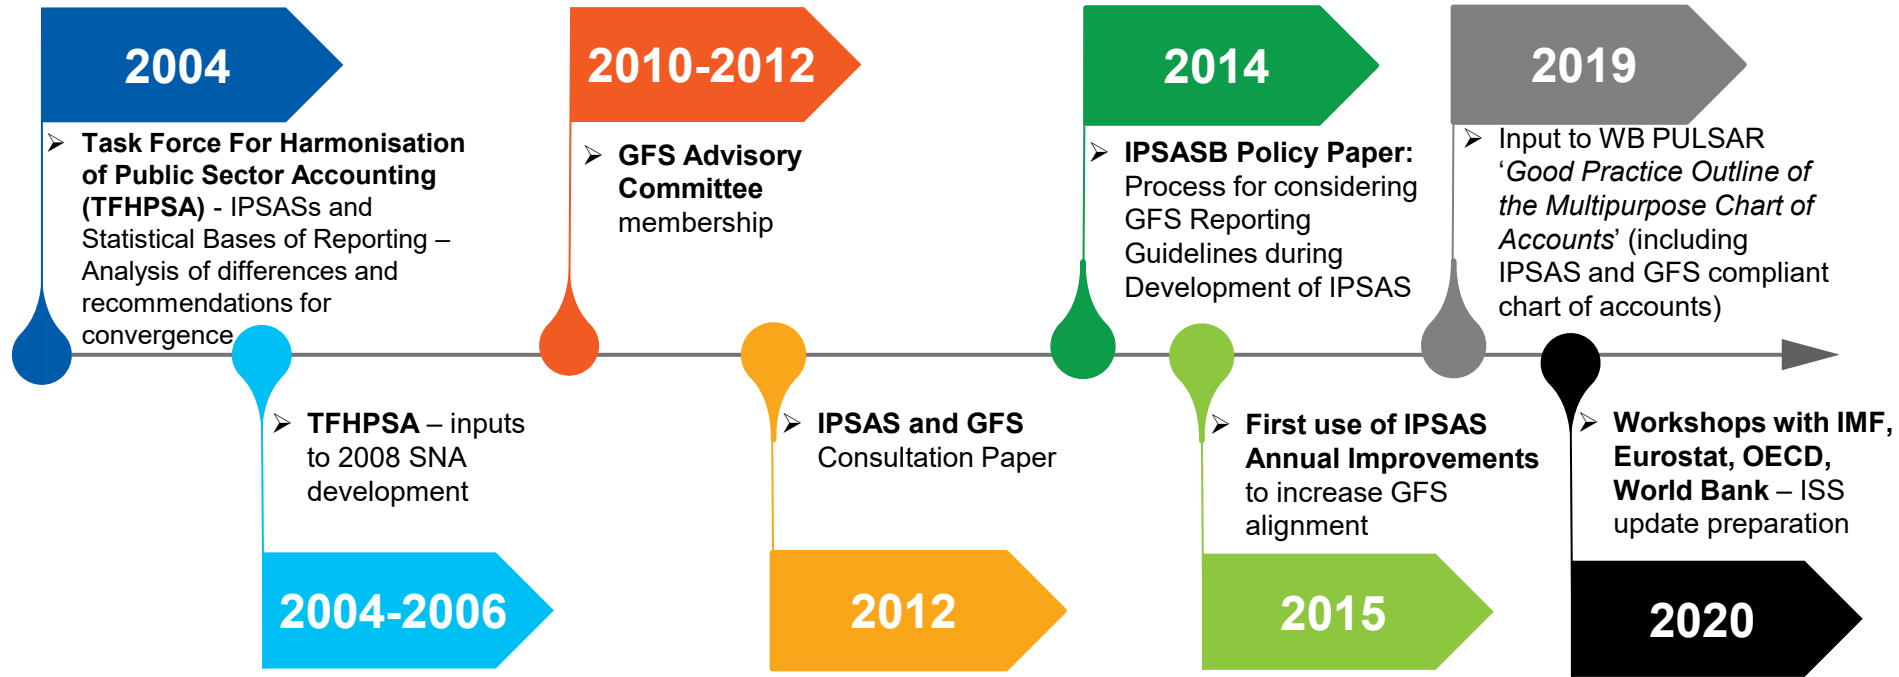 2004
➢ Task Force For Harmonisation
of Public Sector Accounting
(TFHPSA) - IPSASs and
Statistical Bases of Reporting –
Analysis of differences and
recommendations for
convergence
2004-2006
➢ TFHPSA – inputs
to 2008 SNA
development
2010-2012
➢ GFS Advisory
Committee
membership
2012
➢ IPSAS and GFS
Consultation Paper
2014
➢ IPSASB Policy Paper:
Process for considering
GFS Reporting
Guidelines during
Development of IPSAS
2015
➢ First use of IPSAS
Annual Improvements
to increase GFS
alignment
2019
➢ Input to WB PULSAR
‘Good Practice Outline of
the Multipurpose Chart of
Accounts’ (including
IPSAS and GFS compliant
chart of accounts)
2020
➢ Workshops with IMF,
Eurostat, OECD,
World Bank – ISS
update preparation